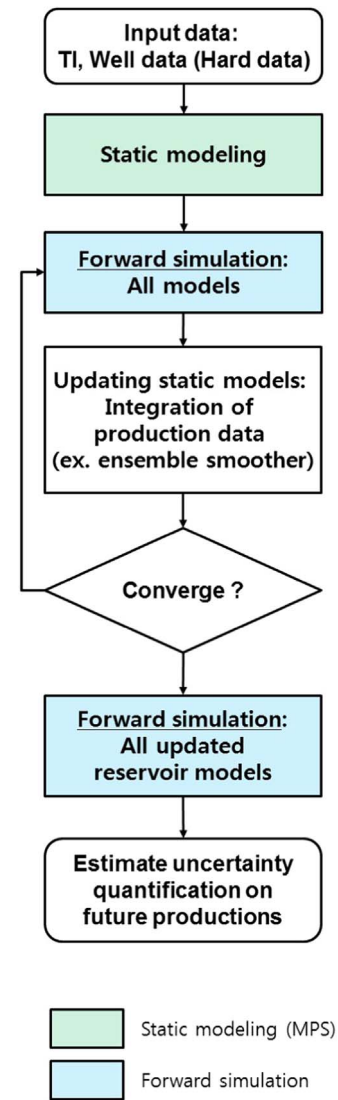 Input data:
TI, Well data (Hard data)
Static modeling
Forward simulation:
All models
Updating static models:
Integration of
production data
(ex. ensemble smoother)
Converge ?
Forward simulation:
All updated
reservoir models
Estimate uncertainty
quantification on
future productions
Static modeling (MPS)
Forward simulation